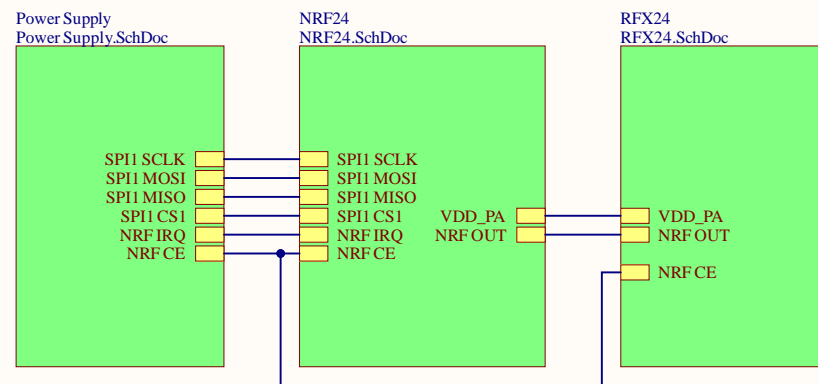 Power Supply
Power Supply.SchDoc
NRF24
NRF24.SchDoc
RFX24
RFX24.SchDoc
SPI1 SCLK
SPI1 MOSI
SPI1 MISO
SPI1 CS1
NRF IRQ
NRF CE
SPI1 SCLK
SPI1 MOSI
SPI1 MISO
SPI1 CS1
NRF IRQ
NRF CE
VDD_PA
NRF OUT
VDD_PA
NRF OUT
NRF CE